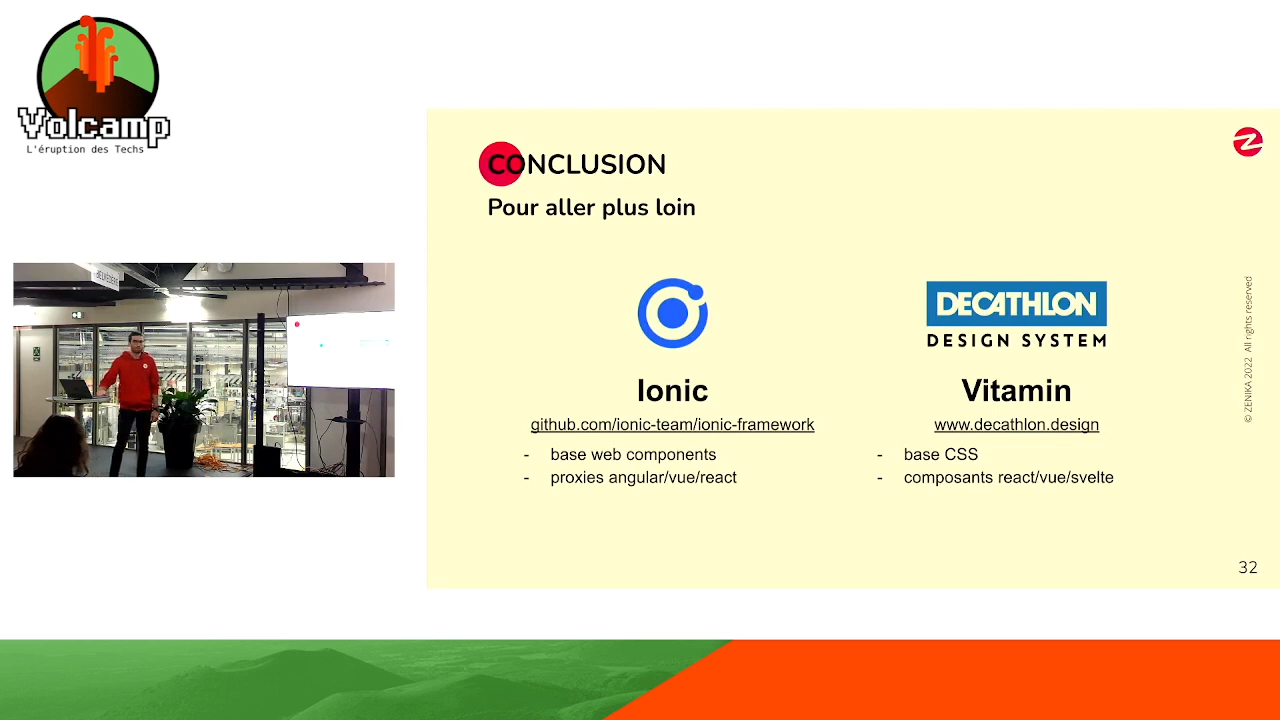 Volcamp
L'éruption des Techs
BELVÉDÈRE
CONCLUSION
Pour aller plus loin
DECATHLON
DESIGN SYSTEM
Ionic
Vitamin
github.com/ionic-team/ionic-framework
www.decathlon.design
- base web components
- proxies angular/vue/react
- base CSS
- composants react/vue/svelte
© ZENIKA 2022 All rights reserved
32